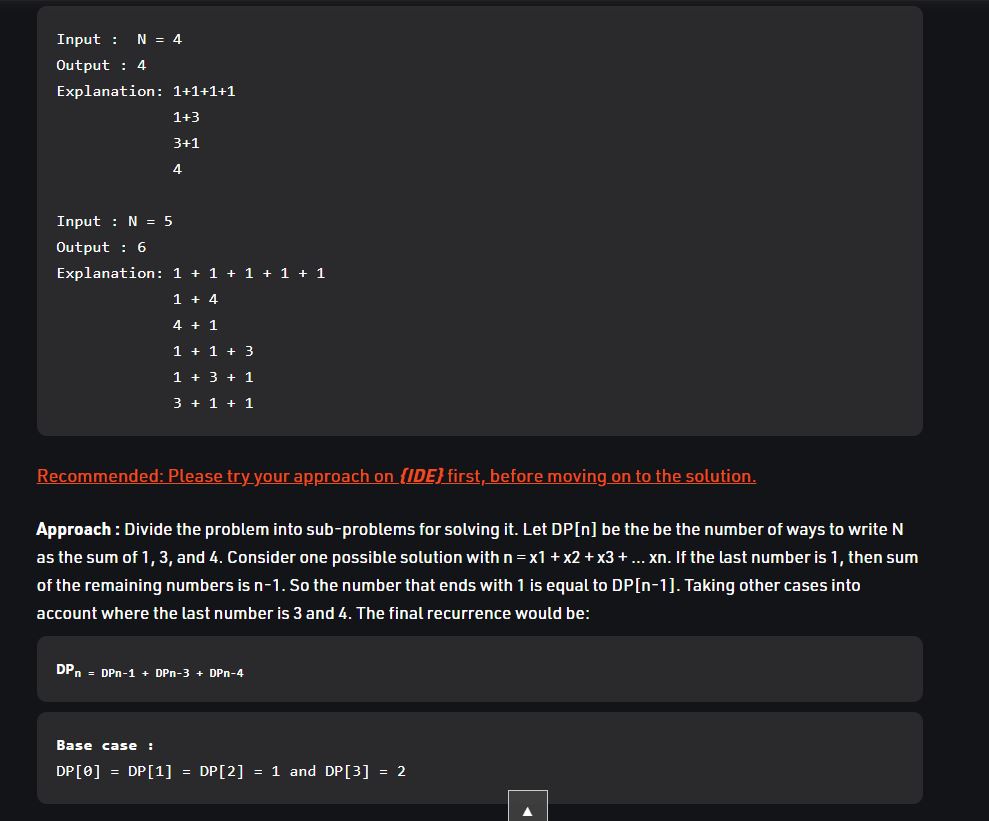 Input :  N = 4
Output : 4
Explanation: 1+1+1+1
1+3
3+1
4
Input : N = 5
Output : 6
Explanation: 1 + 1 + 1 + 1 + 1
1 + 4
4 + 1
1 + 1 + 3
1 + 3 + 1
3 + 1 + 1
Recommended: Please try your approach on {IDE} first, before moving on to the solution.
Approach : Divide the problem into sub-problems for solving it. Let DP[n] be the be the number of ways to write N
as the sum of 1, 3, and 4. Consider one possible solution with n = x1 + x2 + x3 + ... xn. If the last number is 1, then sum
of the remaining numbers is n-1. So the number that ends with 1 is equal to DP[n-1]. Taking other cases into
account where the last number is 3 and 4. The final recurrence would be:
DPn = DPn-1 + DPn-3 + DPn-4
Base case :
DP[0] = DP[1] = DP[2] = 1 and DP[3] = 2